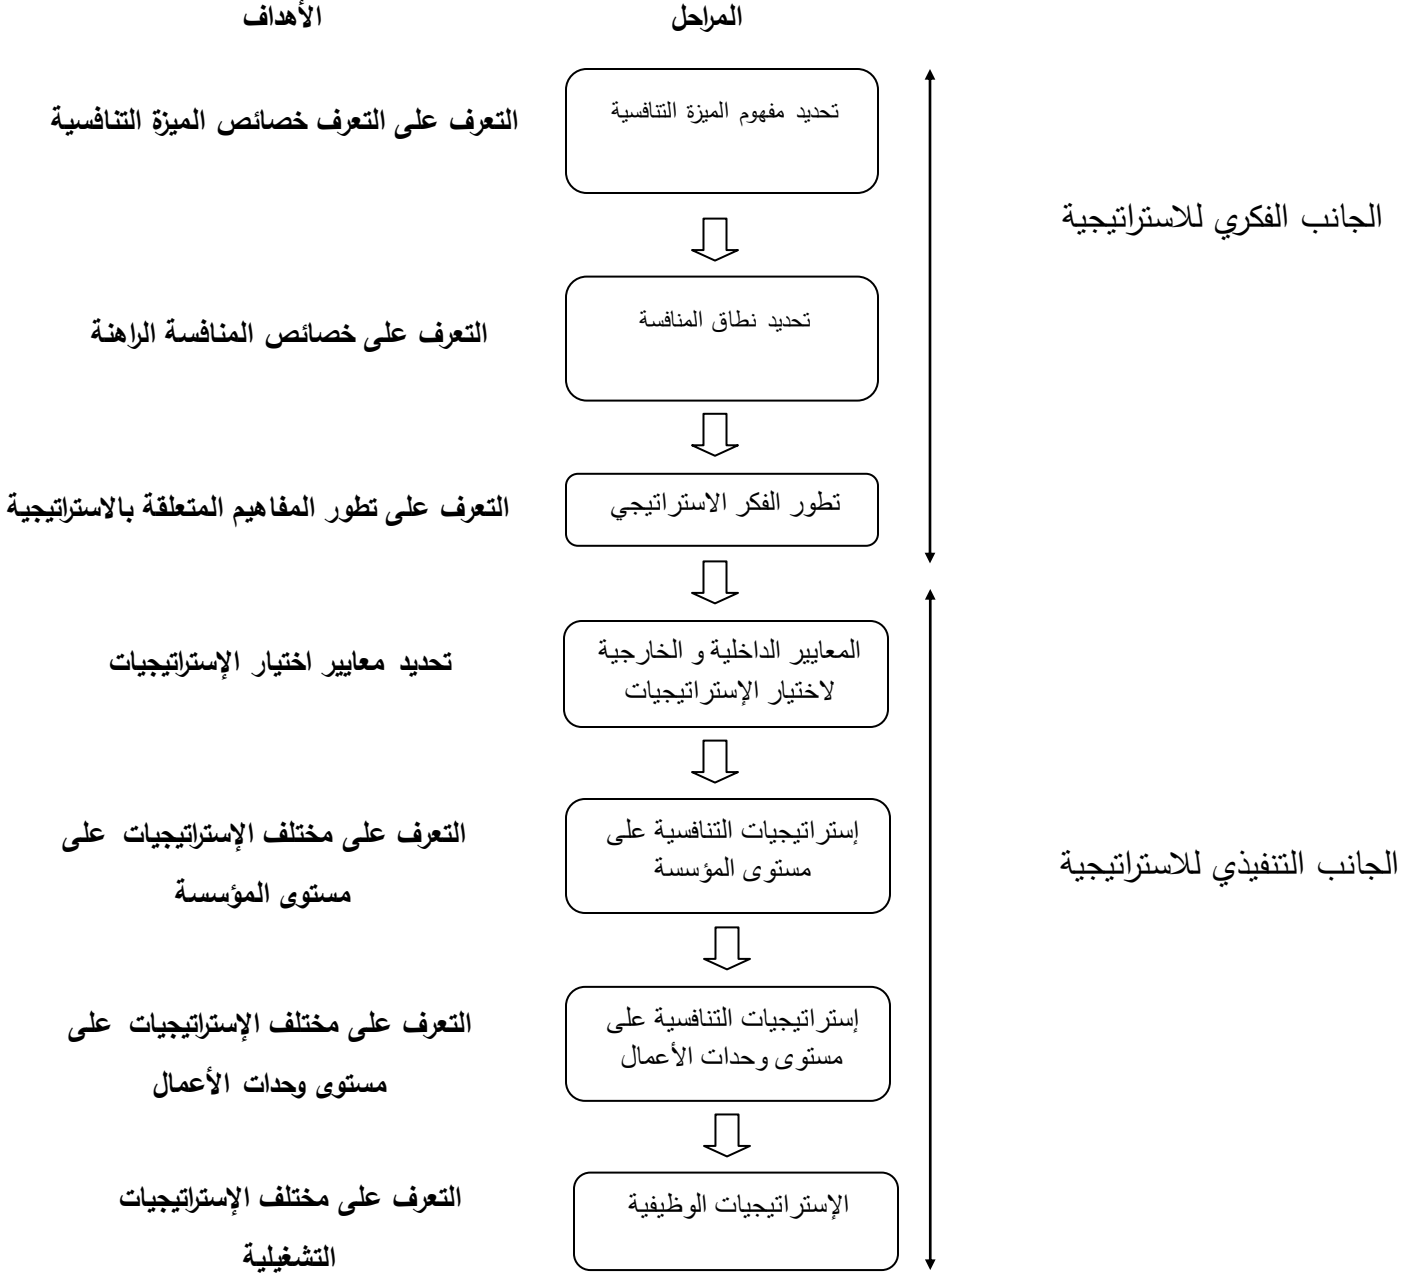 المراحل
الأهداف
تحديد مفهوم الميزة التنافسية
التعرف على التعرف خصائص الميزة التنافسية
الجانب الفكري للاستراتيجية
تحديد نطاق المنافسة
التعرف على خصائص المنافسة الراهنة
تطور الفكر الاستراتيجي
التعرف على تطور المفاهيم المتعلقة بالاستراتيجية
المعايير الداخلية و الخارجية
لاختيار الإستراتيجيات
تحديد معايير اختيار الإستراتيجيات
إستراتيجيات التنافسية على
مستوى المؤسسة
التعرف على مختلف الإستراتيجيات على
مستوى المؤسسة
الجانب التنفيذي للاستراتيجية
إستراتيجيات التنافسية على
مستوى وحدات الأعمال
التعرف على مختلف الإستراتيجيات على
مستوى وحدات الأعمال
الإستراتيجيات الوظيفية
التعرف على مختلف الإستراتيجيات
التشغيلية